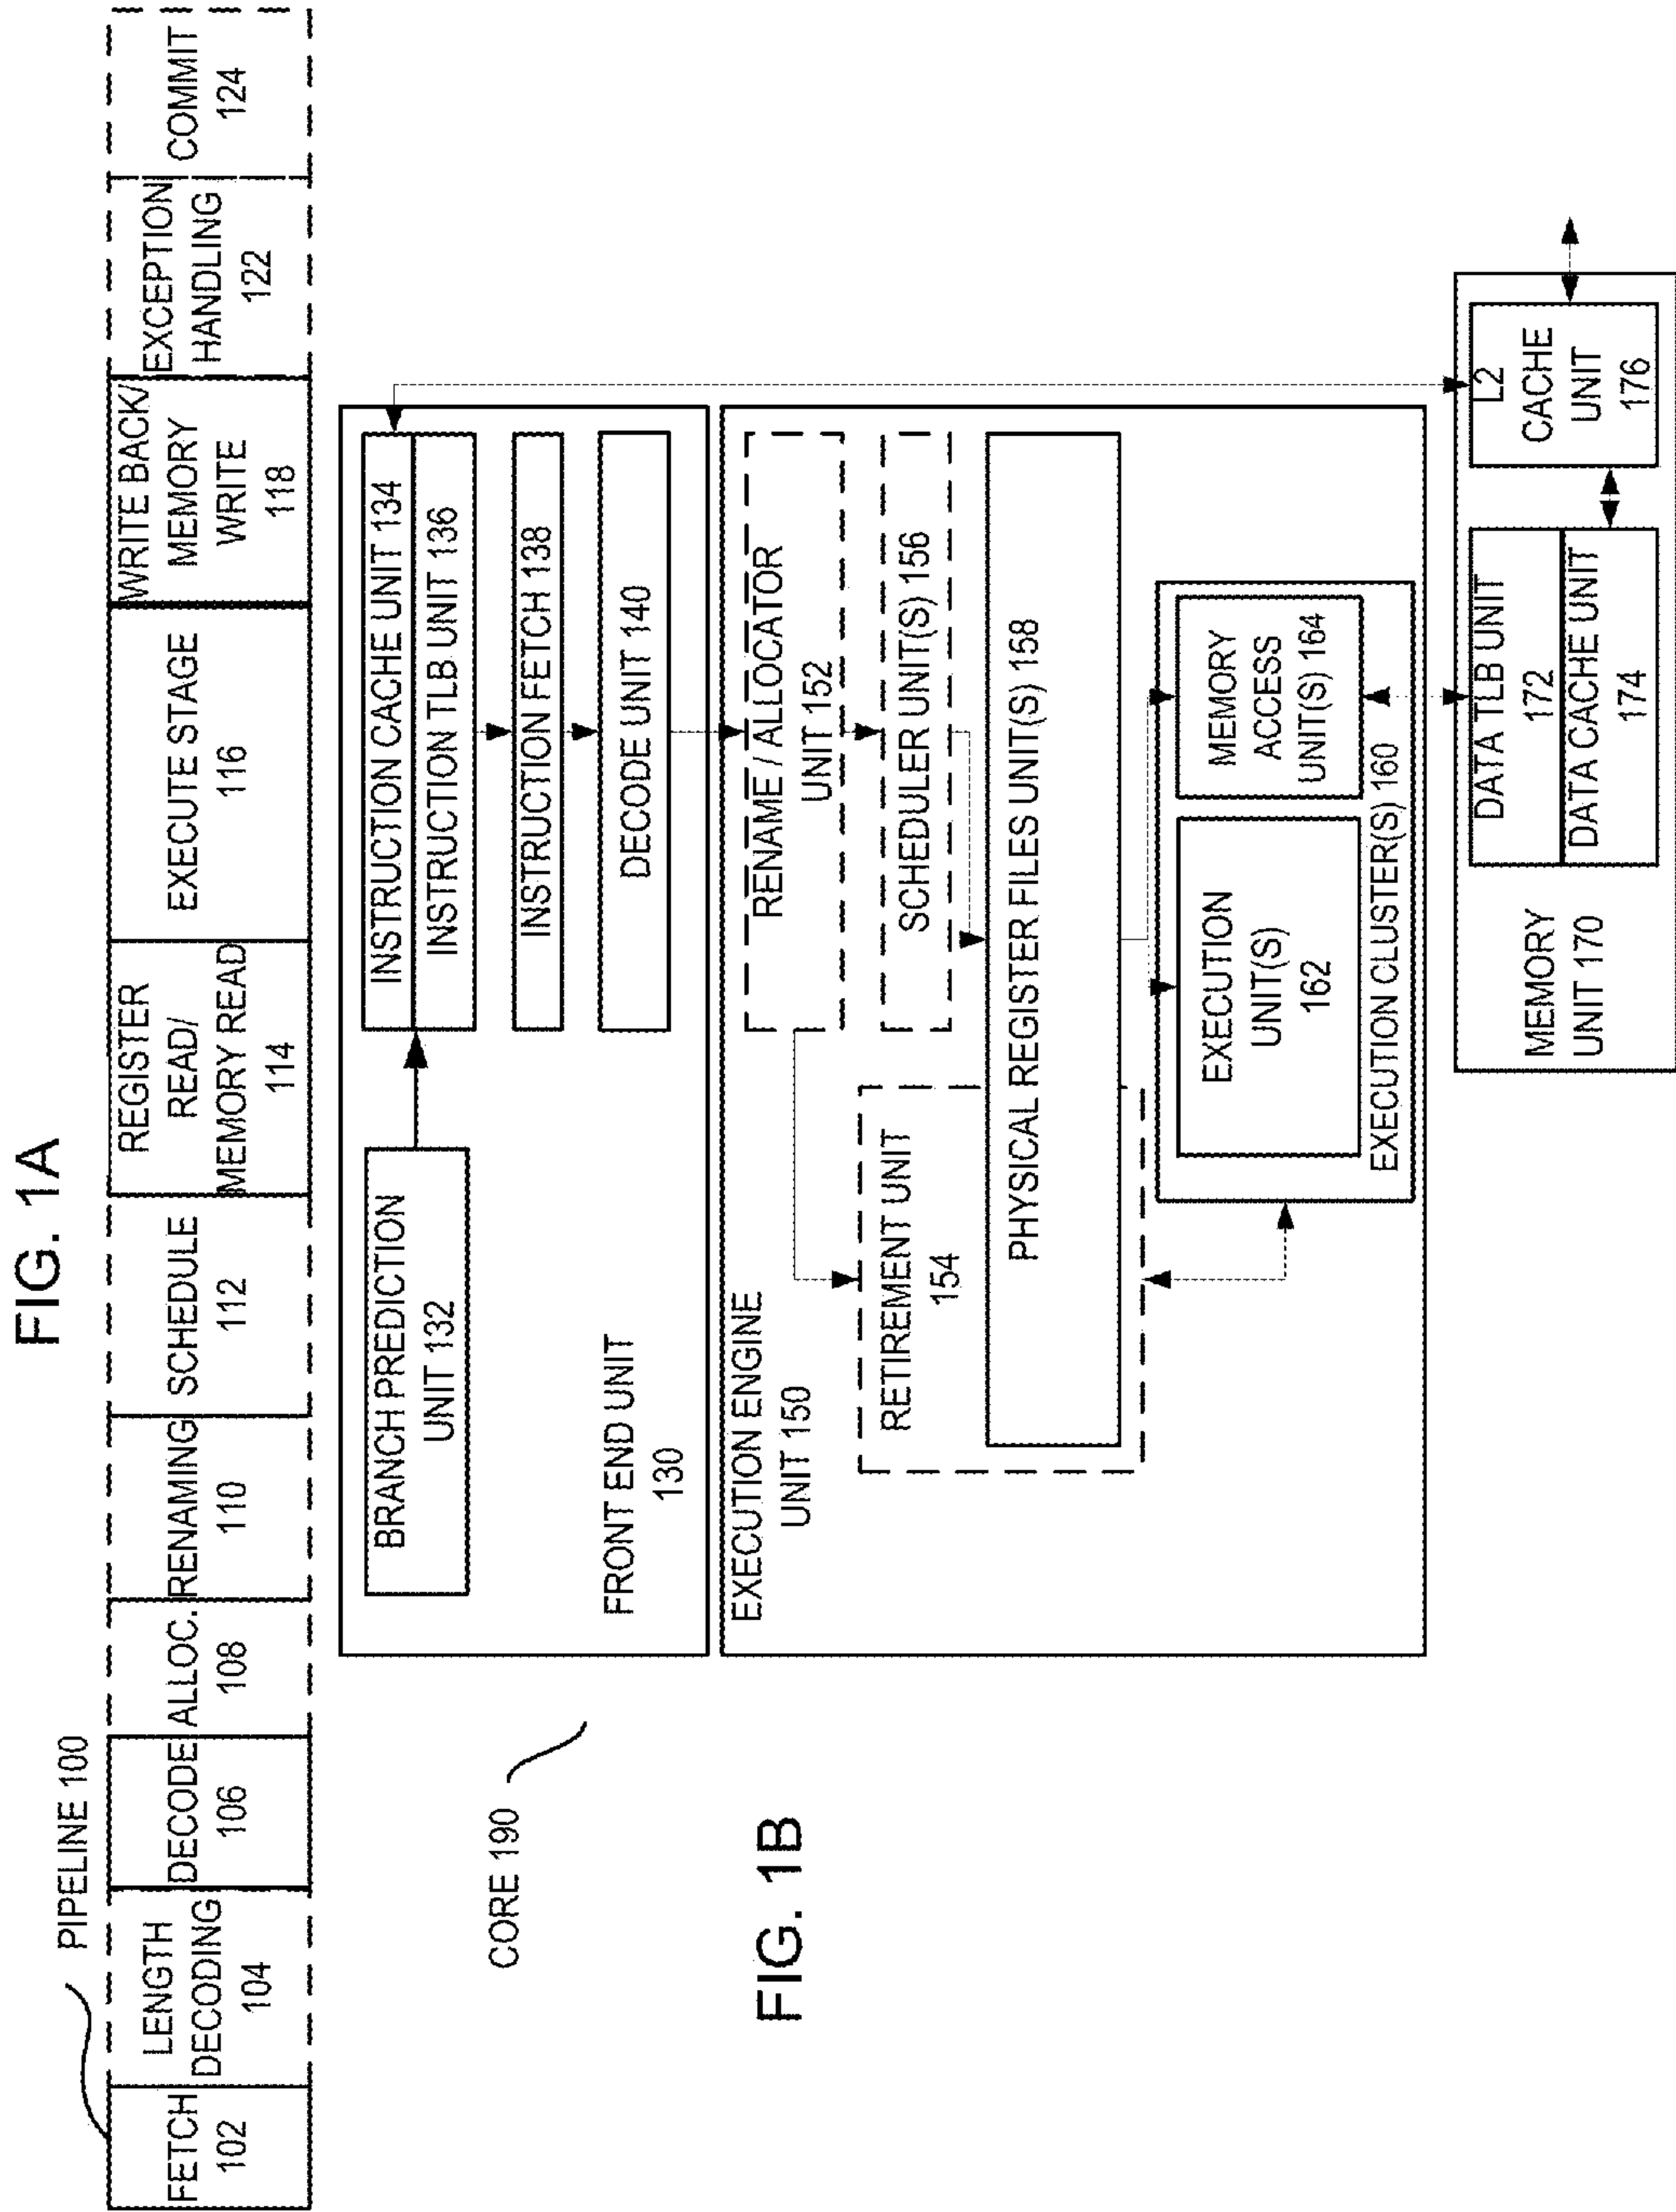 FIG. 1A
PIPELINE 100
FETCH
102
LENGTH
DECODING
104
DECODE
106
ALLOC.
108
RENAMING
110
SCHEDULE
112
REGISTER
READ/
MEMORY READ
114
EXECUTE STAGE
116
WRITE BACK/
MEMORY
WRITE
118
EXCEPTION
HANDLING
122
COMMIT
124
CORE 190
FIG. 1B
BRANCH PREDICTION
UNIT 132
INSTRUCTION CACHE UNIT 134
INSTRUCTION TLB UNIT 136
INSTRUCTION FETCH 138
DECODE UNIT 140
FRONT END UNIT
130
EXECUTION ENGINE
UNIT 150
RENAME / ALLOCATOR
UNIT 152
RETIREMENT UNIT
154
SCHEDULER UNIT(S) 156
PHYSICAL REGISTER FILES UNIT(S) 158
EXECUTION
UNIT(S)
162
MEMORY
ACCESS
UNIT(S) 164
EXECUTION CLUSTER(S) 160
MEMORY
UNIT 170
DATA TLB UNIT
172
DATA CACHE UNIT
174
L2
CACHE
UNIT
176